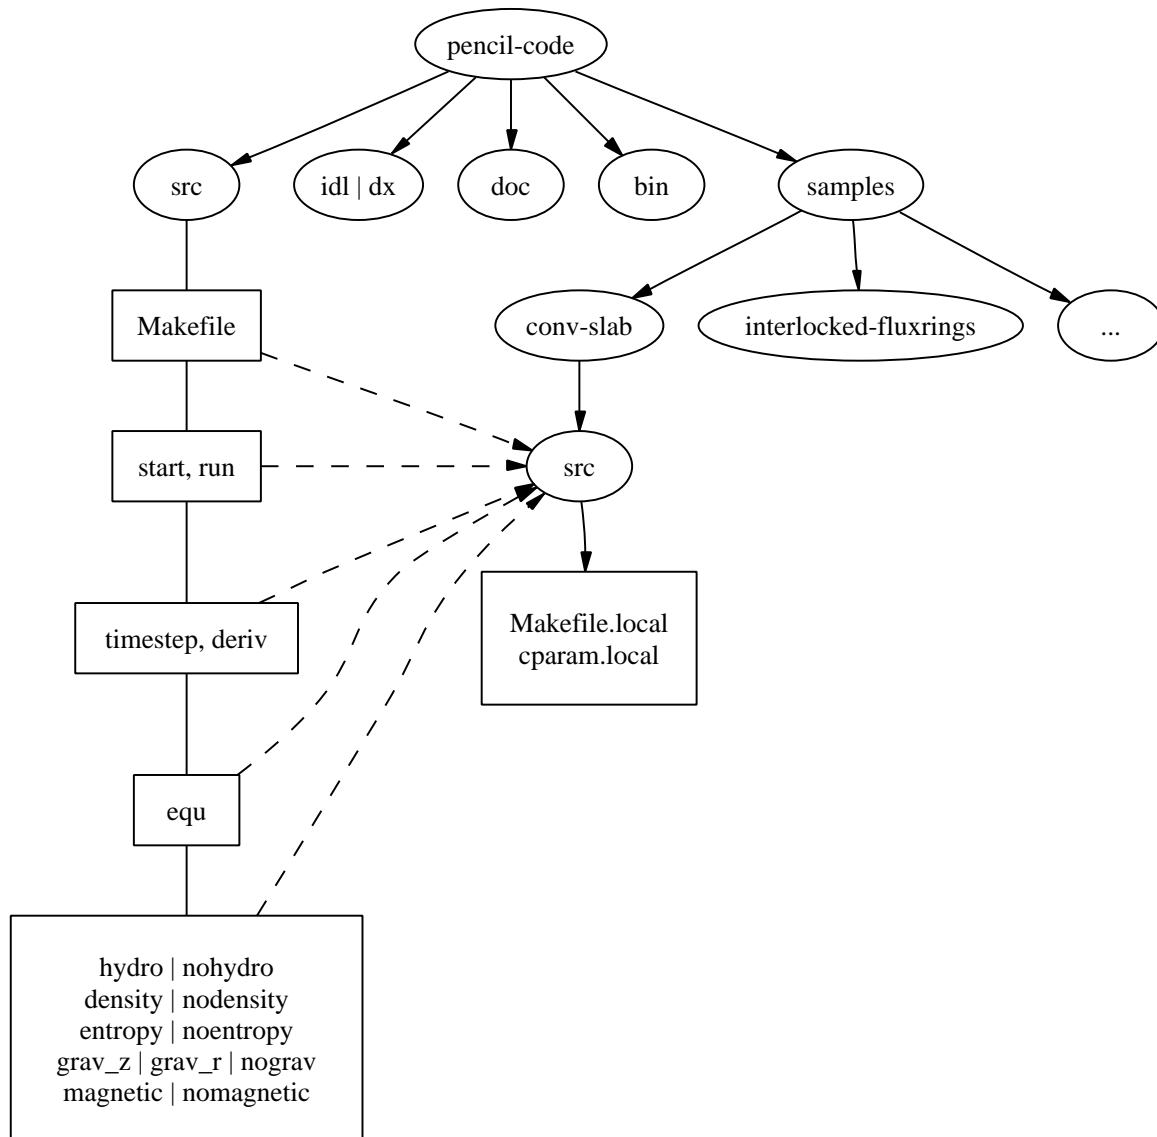 pencil-code
src
idl | dx
doc
bin
samples
Makefile
conv-slab
interlocked-fluxrings
...
start, run
src
timestep, deriv
Makefile.local
cparam.local
equ
hydro | nohydro
density | nodensity
entropy | noentropy
grav_z | grav_r | nograv
magnetic | nomagnetic